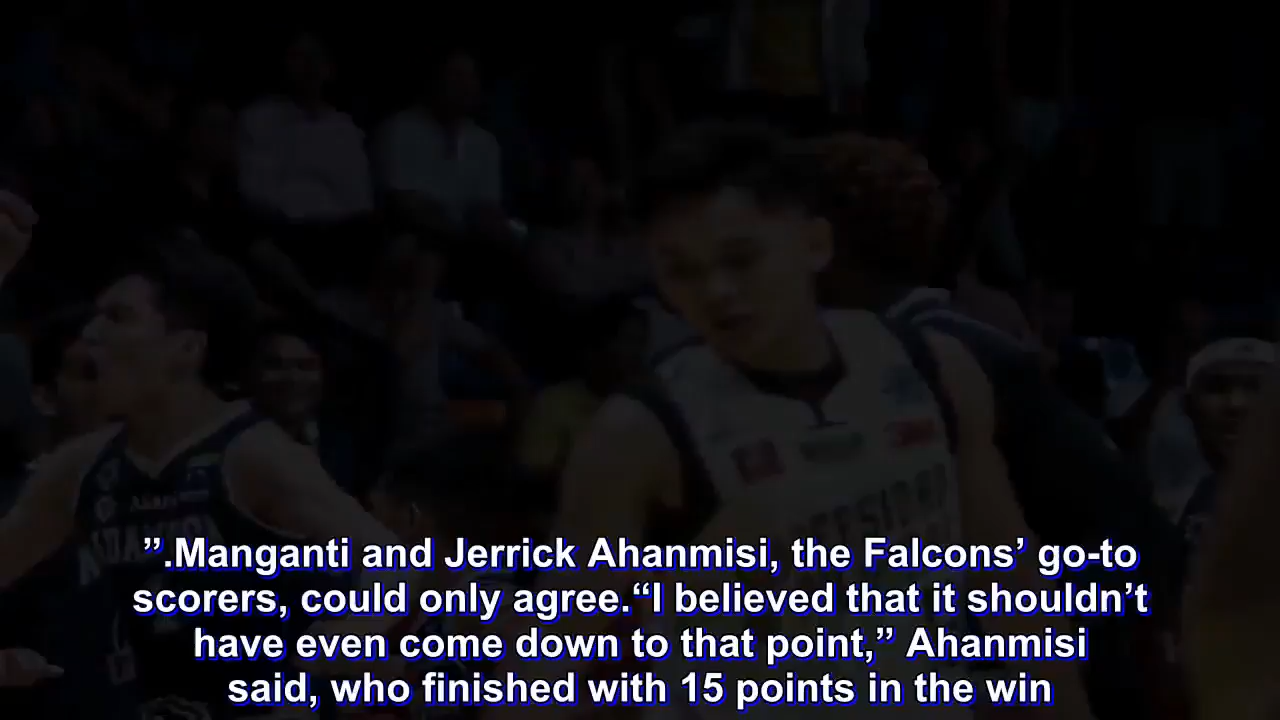 ”.Manganti and Jerrick Ahanmisi, the Falcons’ go-to
scorers, could only agree.“I believed that it shouldn’t
have even come down to that point,” Ahanmisi
said, who finished with 15 points in the win